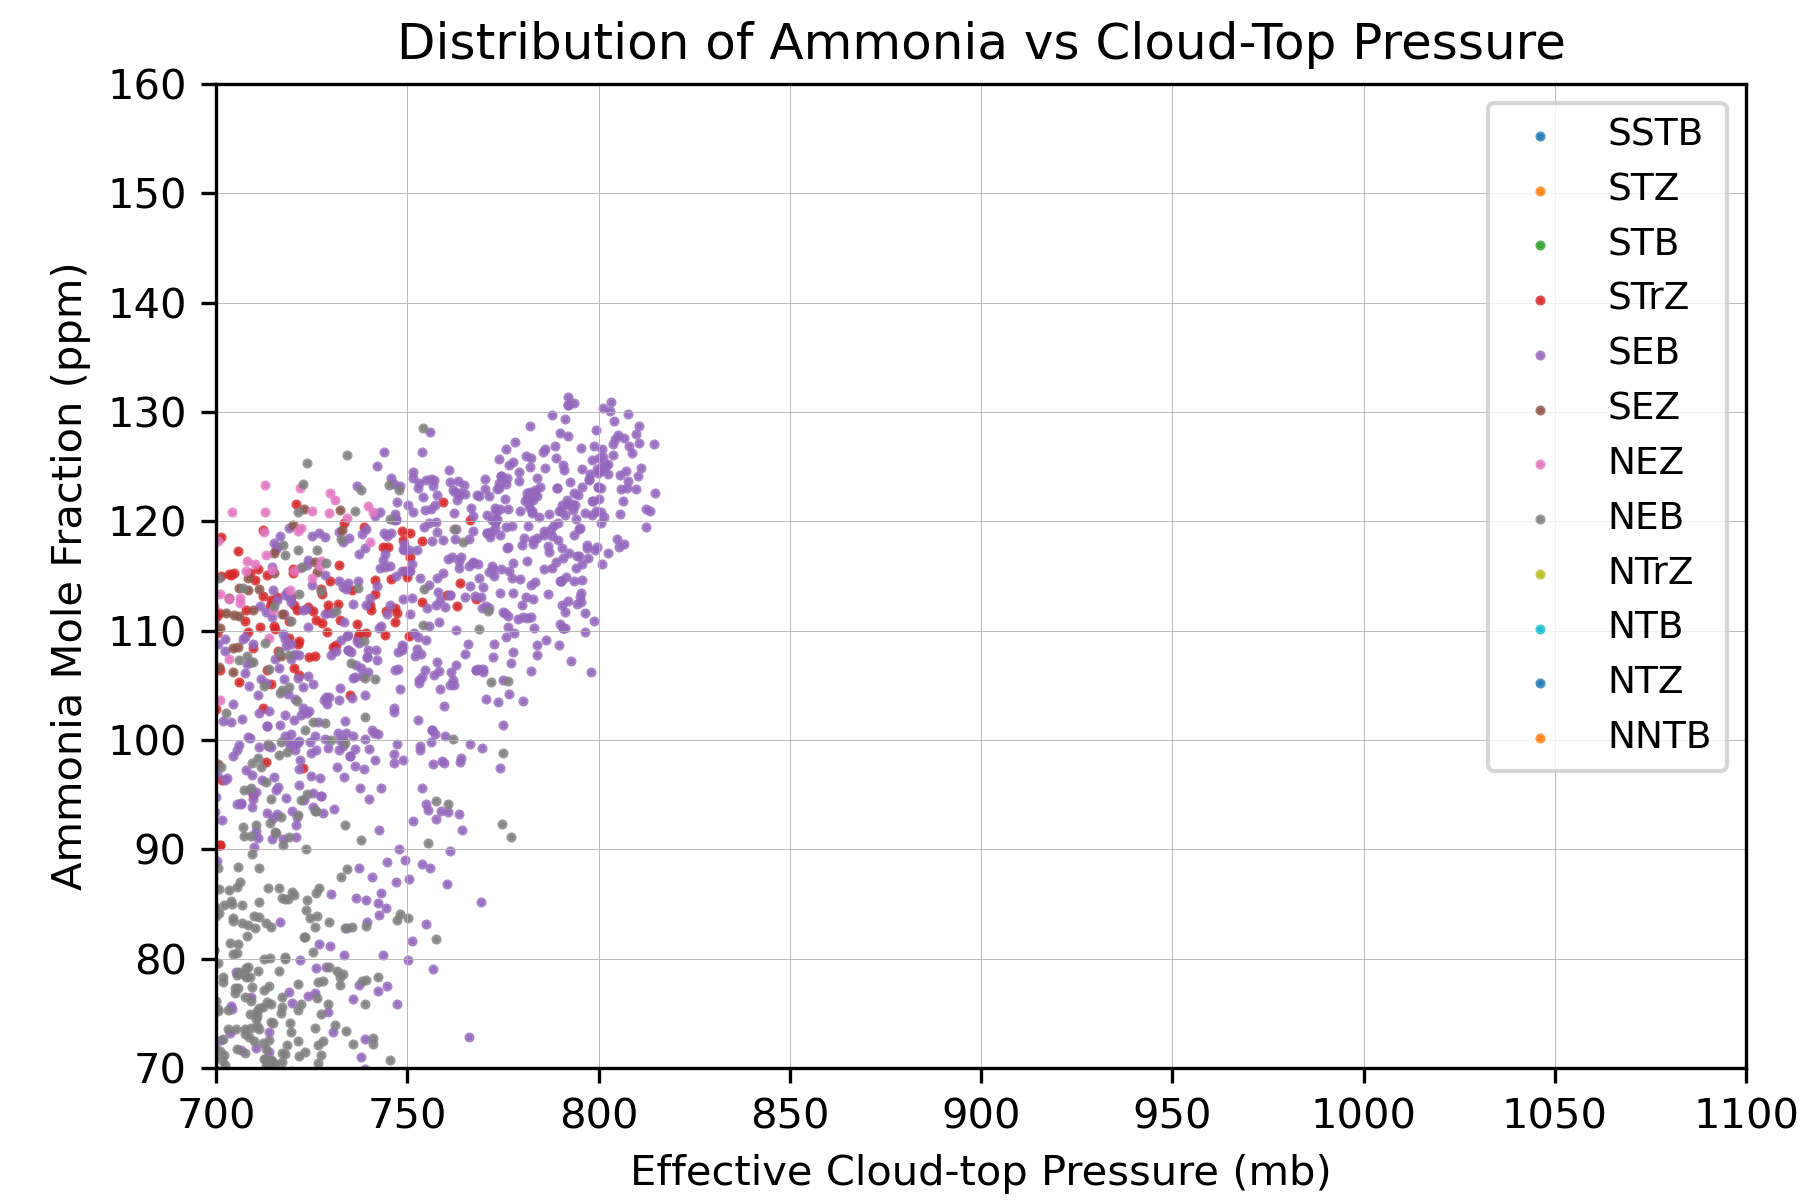 Distribution of Ammonia vs Cloud-Top Pressure
160
150
140
130
120
110
100
90
80
70
Ammonia Mole Fraction (ppm)
SSTB
STZ
STB
STrZ
SEB
SEZ
NEZ
NEB
NTrZ
NTB
NTZ
NNTB
700 750 800 850 900 950 1000 1050 1100
Effective Cloud-top Pressure (mb)